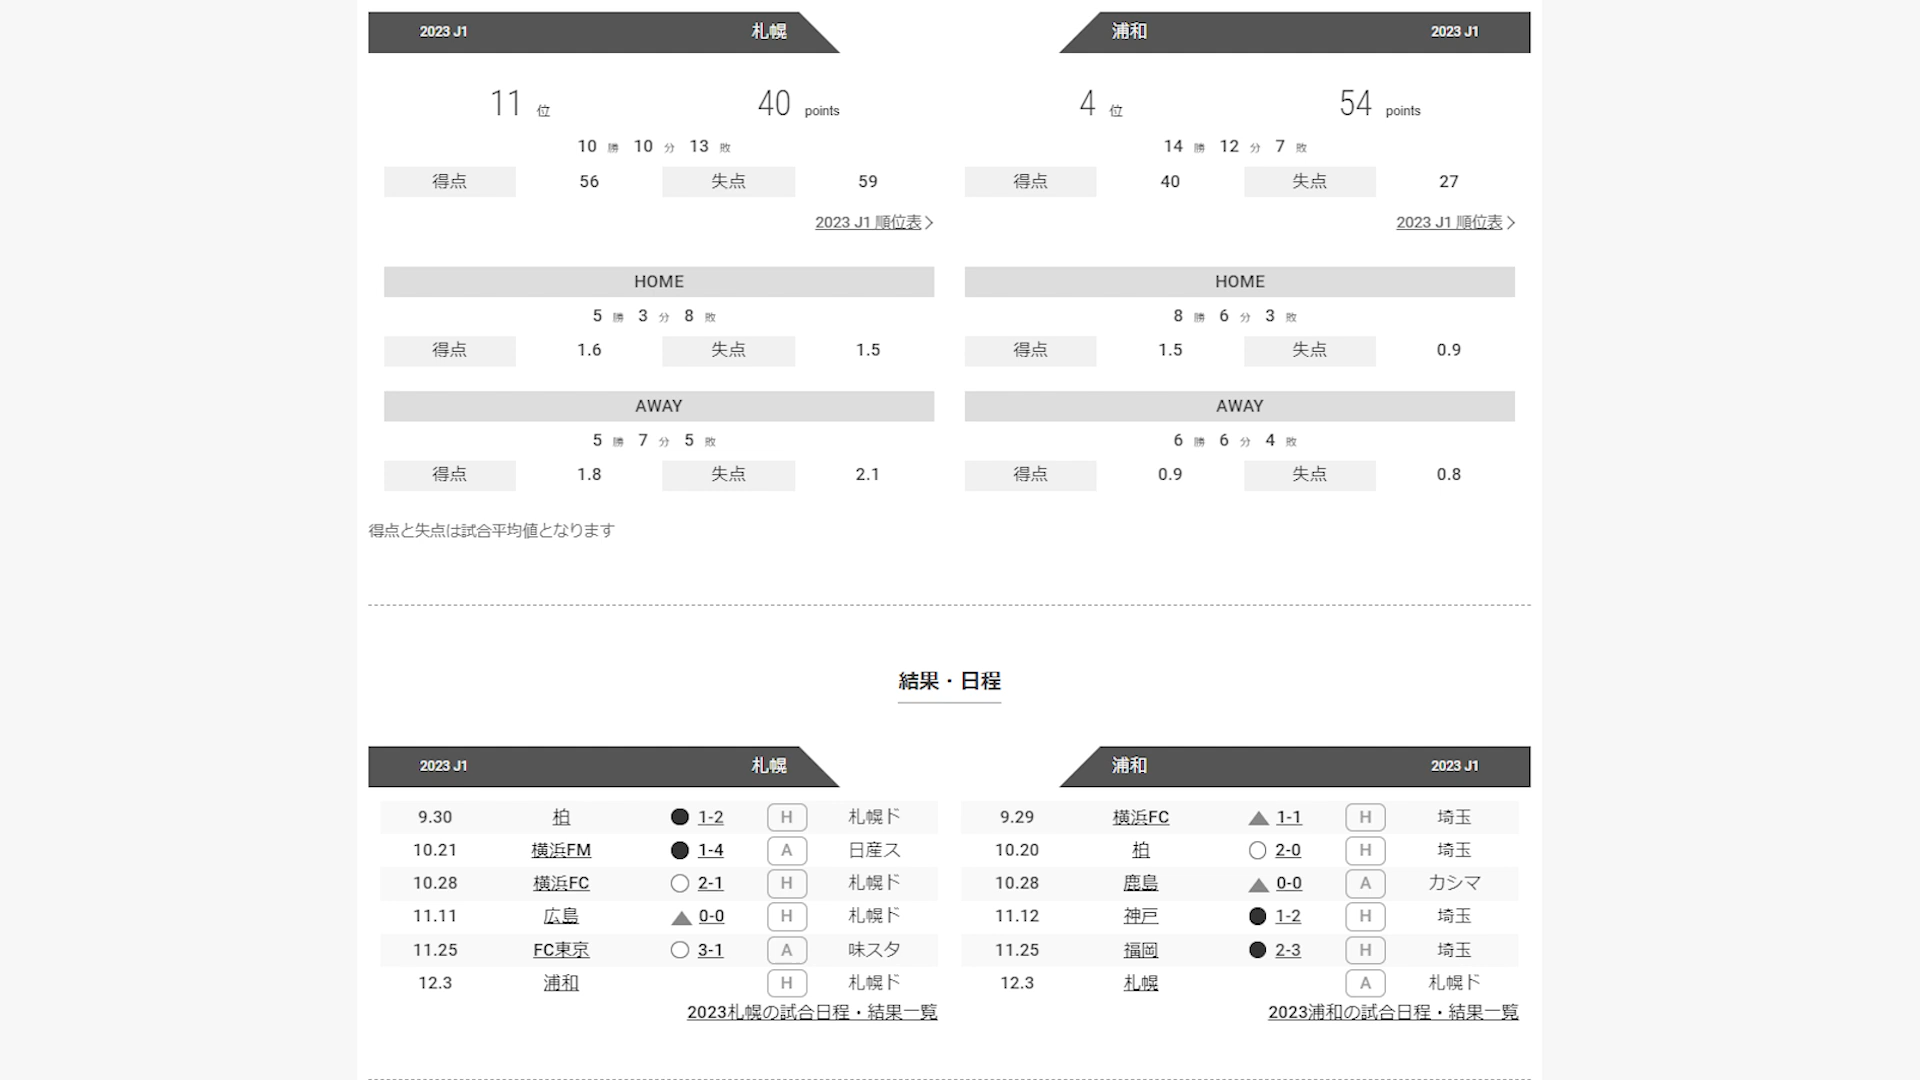 2023 J1 札幌
浦和 2023 J1
11 位 40 points
4 位 54 points
10 勝 10 分 13 敗
14 勝 12 分 7 敗
得点 56 失点 59
得点 40 失点 27
2023 J1 順位表
2023 J1 順位表
HOME
HOME
5 勝 3 分 8 敗
8 勝 6 分 3 敗
得点 1.6 失点 1.5
得点 1.5 失点 0.9
AWAY
AWAY
5 勝 7 分 5 敗
6 勝 6 分 4 敗
得点 1.8 失点 2.1
得点 0.9 失点 0.8
得点と失点は試合平均値となります
結果・日程
2023 J1 札幌
浦和 2023 J1
9.30 柏 ● 1-2 H 札幌ド
9.29 横浜FC ▲ 1-1 H 埼玉
10.21 横浜FM ● 1-4 A 日産ス
10.20 柏 ○ 2-0 H 埼玉
10.28 横浜FC ○ 2-1 H 札幌ド
10.28 鹿島 ▲ 0-0 A カシマ
11.11 広島 ▲ 0-0 H 札幌ド
11.12 神戸 ● 1-2 H 埼玉
11.25 FC東京 ○ 3-1 A 味スタ
11.25 福岡 ● 2-3 H 埼玉
12.3 浦和 H 札幌ド
12.3 札幌 A 札幌ド
2023札幌の試合日程・結果一覧
2023浦和の試合日程・結果一覧